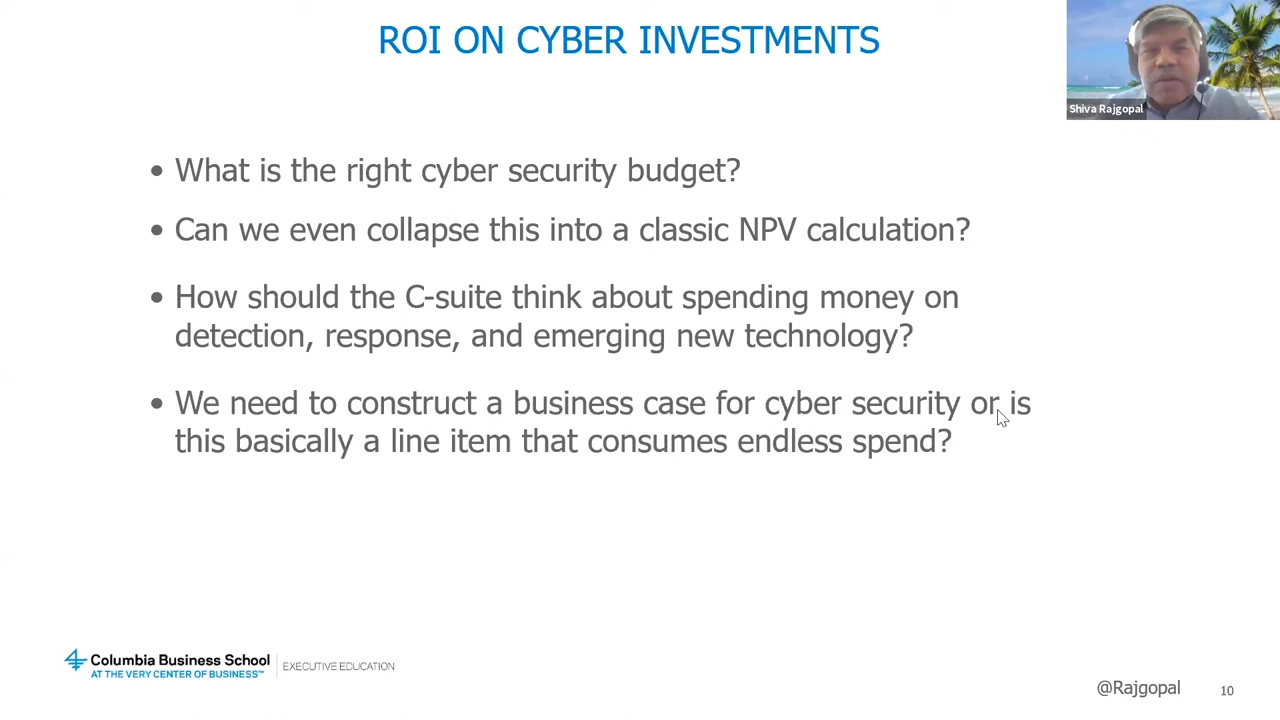 ROI ON CYBER INVESTMENTS
Shiva Rajgopal
• What is the right cyber security budget?
• Can we even collapse this into a classic NPV calculation?
• How should the C-suite think about spending money on
detection, response, and emerging new technology?
• We need to construct a business case for cyber security or is
this basically a line item that consumes endless spend?
Columbia Business School
AT THE VERY CENTER OF BUSINESS™
EXECUTIVE EDUCATION
@Rajgopal
10